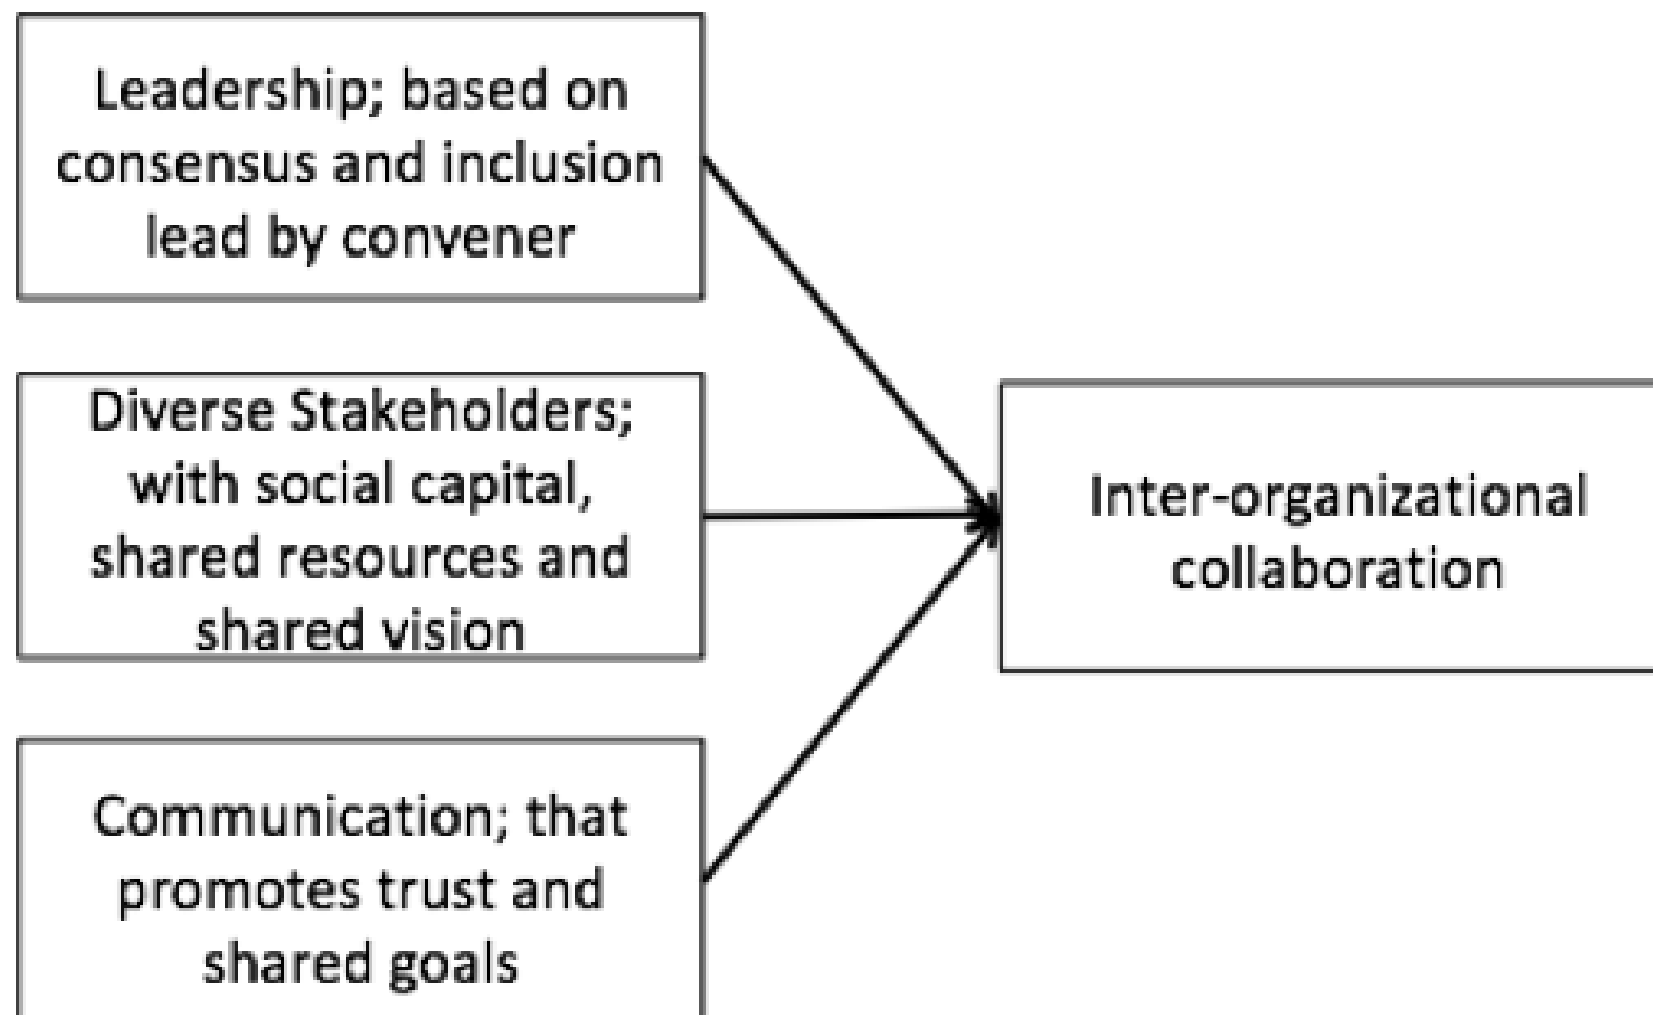 Leadership; based on
consensus and inclusion
lead by convener
Diverse Stakeholders;
with social capital,
shared resources and
shared vision
Communication; that
promotes trust and
shared goals
Inter-organizational
collaboration